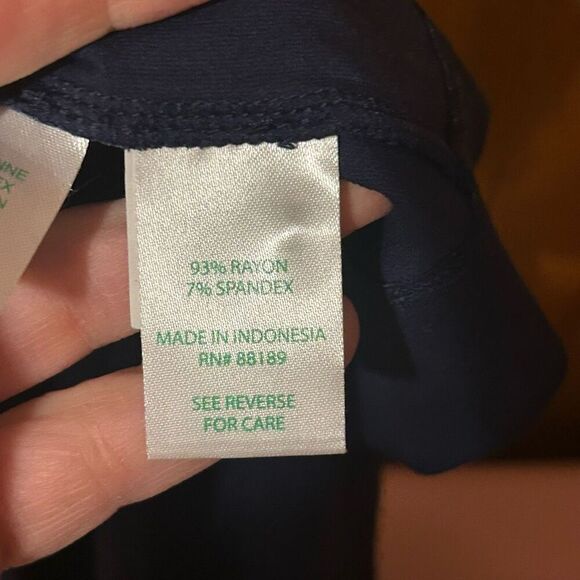 93% RAYON
7% SPANDEX
MADE IN INDONESIA
RN# 88189
SEE REVERSE
FOR CARE